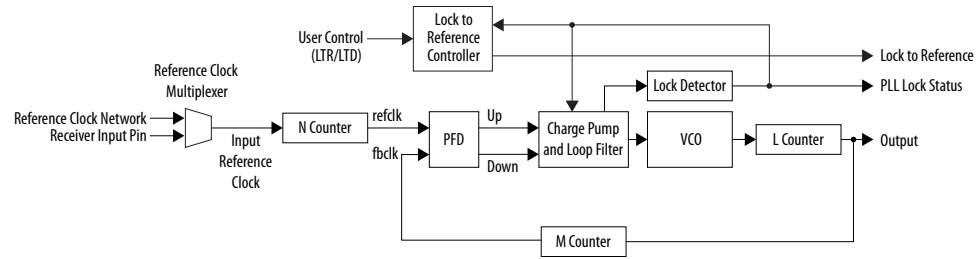 User Control
(LTR/LTD)
Lock to
Reference
Controller
Lock to Reference
PLL Lock Status
Lock Detector
Reference Clock
Multiplexer
Reference Clock Network
Receiver Input Pin
Input
Reference
Clock
N Counter
refclk
fbclk
PFD
Up
Down
Charge Pump
and Loop Filter
VCO
L Counter
Output
M Counter